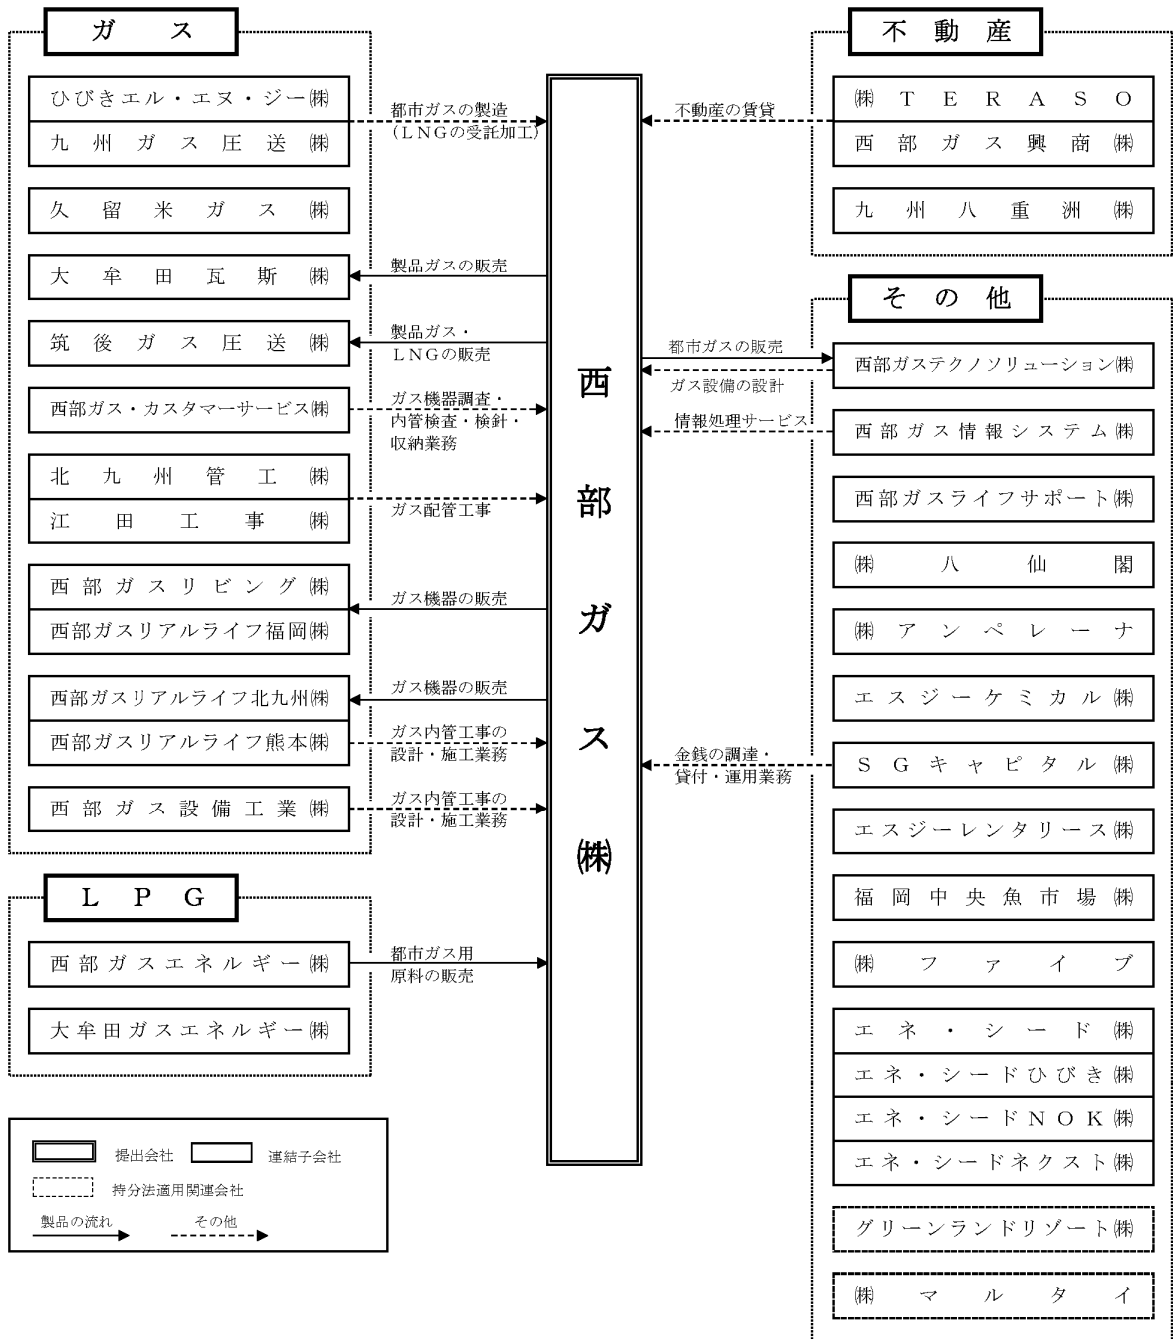 ガス
ひびきエル・エヌ・ジー㈱
九州ガス圧送㈱
久留米ガス㈱
大牟田瓦斯㈱
筑後ガス圧送㈱
西部ガス・カスタマーサービス㈱
北九州管工㈱
江田工事㈱
西部ガスリビング㈱
西部ガスリアルライフ福岡㈱
西部ガスリアルライフ北九州㈱
西部ガスリアルライフ熊本㈱
西部ガス設備工業㈱
LPG
西部ガスエネルギー㈱
大牟田ガスエネルギー㈱
都市ガスの製造
(LNGの受託加工)
製品ガスの販売
製品ガス・
LNGの販売
ガス機器調査・
内管検査・検針・
収納業務
ガス配管工事
ガス機器の販売
ガス機器の販売
ガス内管工事の
設計・施工業務
ガス内管工事の
設計・施工業務
都市ガス用
原料の販売
西部ガス㈱
不動産の賃貸
都市ガスの販売
ガス設備の設計
情報処理サービス
金銭の調達・
貸付・運用業務
不動産
㈱TERASO
西部ガス興商㈱
九州八重洲㈱
その他
西部ガステクノソリューション㈱
西部ガス情報システム㈱
西部ガスライフサポート㈱
㈱八仙閣
㈱アンペレーナ
エスジーケミカル㈱
SGキャピタル㈱
エスジーレンタリース㈱
福岡中央魚市場㈱
㈱ファイブ
エネ・シード㈱
エネ・シードひびき㈱
エネ・シードNOK㈱
エネ・シードネクスト㈱
グリーンランドリゾート㈱
㈱マルタイ
提出会社
連結子会社
持分法適用関連会社
製品の流れ
その他